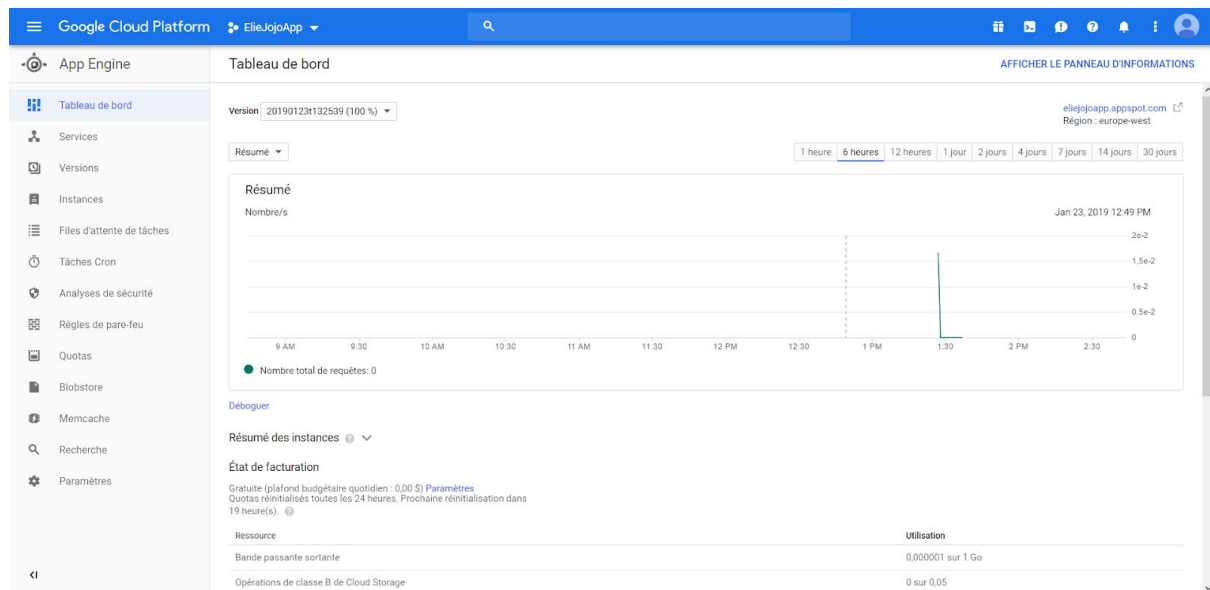 Google Cloud Platform ElieJojoApp
App Engine
Tableau de bord
AFFICHER LE PANNEAU D'INFORMATIONS
Tableau de bord
Services
Versions
Instances
Files d'attente de tâches
Tâches Cron
Analyses de sécurité
Règles de pare-feu
Quotas
Blobstore
Memcache
Recherche
Paramètres
Version 20190123t132539 (100 %)
eliejojoapp.appspot.com
Région : europe-west
Résumé
1 heure 6 heures 12 heures 1 jour 2 jours 4 jours 7 jours 14 jours 30 jours
Résumé
Nombre/s
Jan 23, 2019 12:49 PM
2e-2
1,5e-2
1e-2
0,5e-2
0
9 AM 9:30 10 AM 10:30 11 AM 11:30 12 PM 12:30 1 PM 1:30 2 PM 2:30
Nombre total de requêtes: 0
Déboguer
Résumé des instances
État de facturation
Gratuite (plafond budgétaire quotidien : 0,00 $) Paramètres
Quotas réinitialisés toutes les 24 heures. Prochaine réinitialisation dans
19 heure(s).
Ressource Utilisation
Bande passante sortante 0,000001 sur 1 Go
Opérations de classe B de Cloud Storage 0 sur 0,05